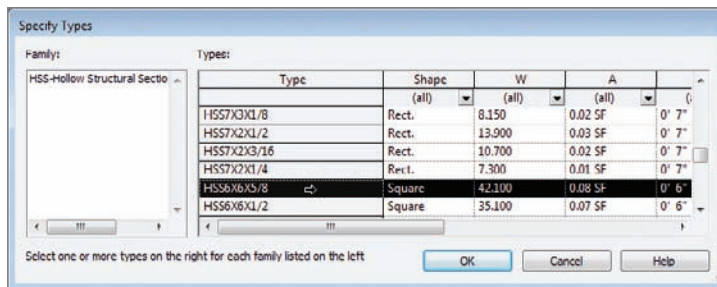 Specify Types
Family: Types:
HSS-Hollow Structural Sectio
Type Shape W A
(all) (all) (all) (
HSS7X3X1/8 Rect. 8.150 0.02 SF 0' 7"
HSS7X2X1/2 Rect. 13.900 0.03 SF 0' 7"
HSS7X2X3/16 Rect. 10.700 0.02 SF 0' 7"
HSS7X2X1/4 Rect. 7.300 0.01 SF 0' 7"
HSS6X6X5/8 Square 42.100 0.08 SF 0' 6"
HSS6X6X1/2 Square 35.100 0.07 SF 0' 6"
Select one or more types on the right for each family listed on the left
OK Cancel Help